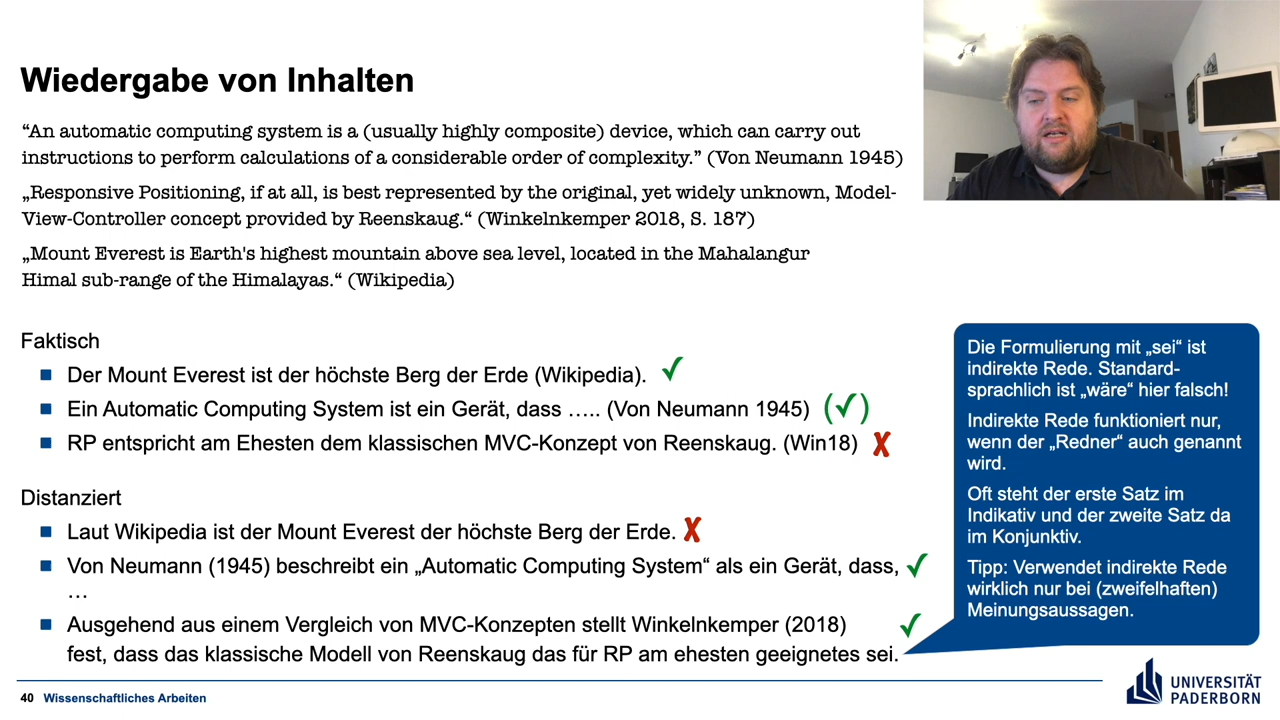 Wiedergabe von Inhalten
“An automatic computing system is a (usually highly composite) device, which can carry out
instructions to perform calculations of a considerable order of complexity.” (Von Neumann 1945)
„Responsive Positioning, if at all, is best represented by the original, yet widely unknown, Model-
View-Controller concept provided by Reenskaug.“ (Winkelnkemper 2018, S. 187)
„Mount Everest is Earth's highest mountain above sea level, located in the Mahalangur
Himal sub-range of the Himalayas.“ (Wikipedia)
Faktisch
Der Mount Everest ist der höchste Berg der Erde (Wikipedia).
Ein Automatic Computing System ist ein Gerät, dass ….. (Von Neumann 1945)
RP entspricht am Ehesten dem klassischen MVC-Konzept von Reenskaug. (Win18)
Distanziert
Laut Wikipedia ist der Mount Everest der höchste Berg der Erde.
Von Neumann (1945) beschreibt ein „Automatic Computing System“ als ein Gerät, dass,
…
Ausgehend aus einem Vergleich von MVC-Konzepten stellt Winkelnkemper (2018)
fest, dass das klassische Modell von Reenskaug das für RP am ehesten geeignetes sei.
Die Formulierung mit „sei“ ist
indirekte Rede. Standard-
sprachlich ist „wäre“ hier falsch!
Indirekte Rede funktioniert nur,
wenn der „Redner“ auch genannt
wird.
Oft steht der erste Satz im
Indikativ und der zweite Satz da
im Konjunktiv.
Tipp: Verwendet indirekte Rede
wirklich nur bei (zweifelhaften)
Meinungsaussagen.
40 Wissenschaftliches Arbeiten
UNIVERSITÄT
PADERBORN